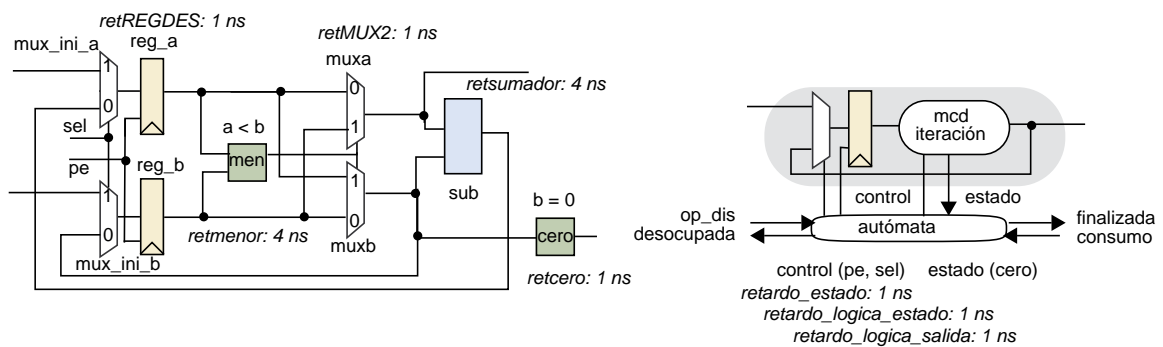 retREGDES: 1 ns
mux_ini_a
reg_a
retMUX2: 1 ns
muxa
1
0
0
1
retsumador: 4 ns
sel
a < b
men
pe
reg_b
sub
1
0
1
0
b = 0
cero
retmenor: 4 ns
muxb
mux_ini_b
retcero: 1 ns
mcd
iteración
control
estado
op_dis
desocupada
autómata
finalizada
consumo
control (pe, sel)
estado (cero)
retardo_estado: 1 ns
retardo_logica_estado: 1 ns
retardo_logica_salida: 1 ns